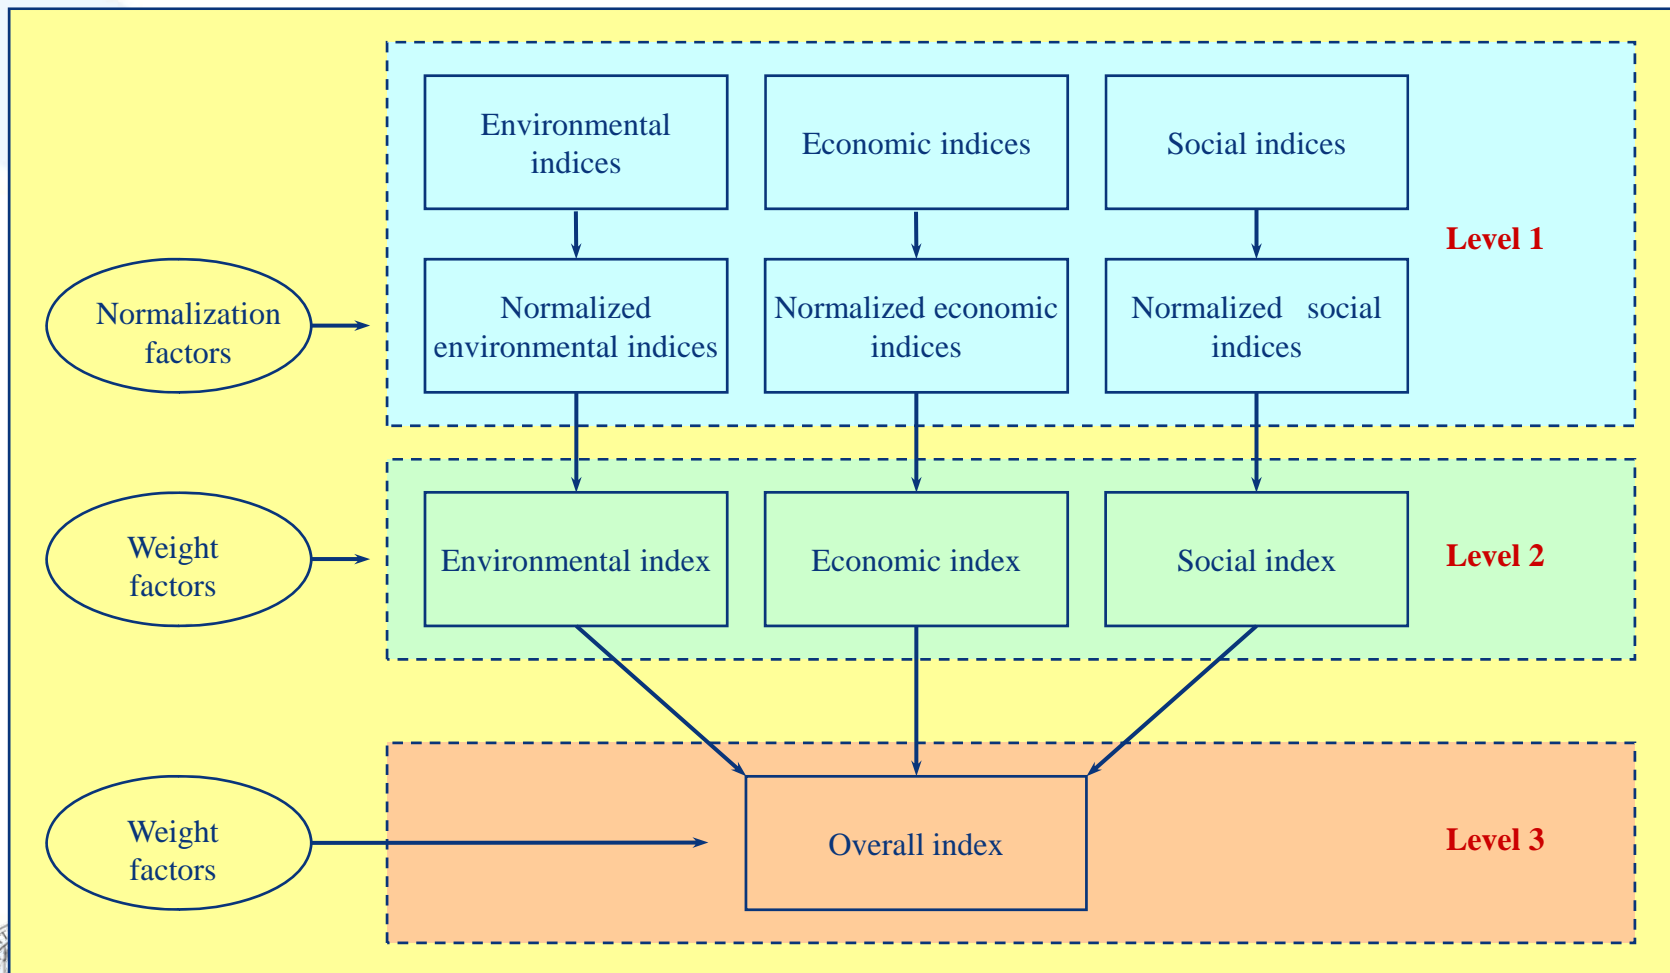 Environmental
indices
Economic indices
Social indices
Level 1
Normalization
factors
Normalized
environmental indices
Normalized economic
indices
Normalized social
indices
Weight
factors
Environmental index
Economic index
Social index
Level 2
Weight
factors
Overall index
Level 3